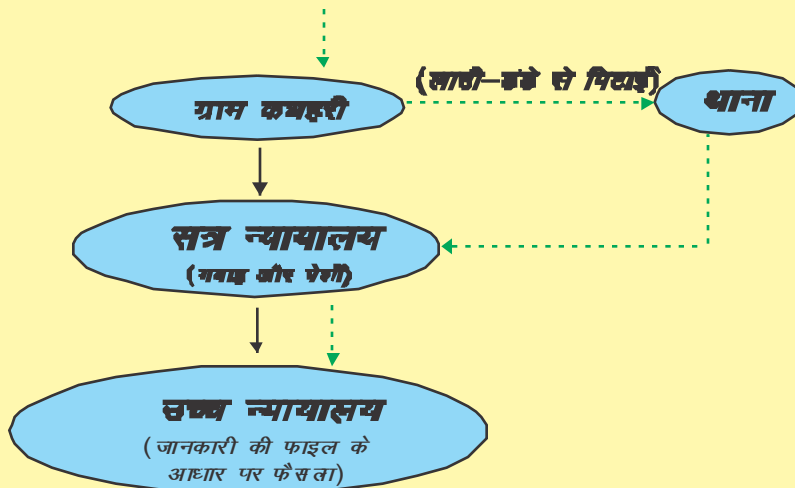 (लाठी–डंडे से पिटाई)
ग्राम कचहरी
थाना
सत्र न्यायालय
(गवाह और पेशी)
उच्च न्यायालय
(जानकारी की फाइल के
आधार पर फैसला)